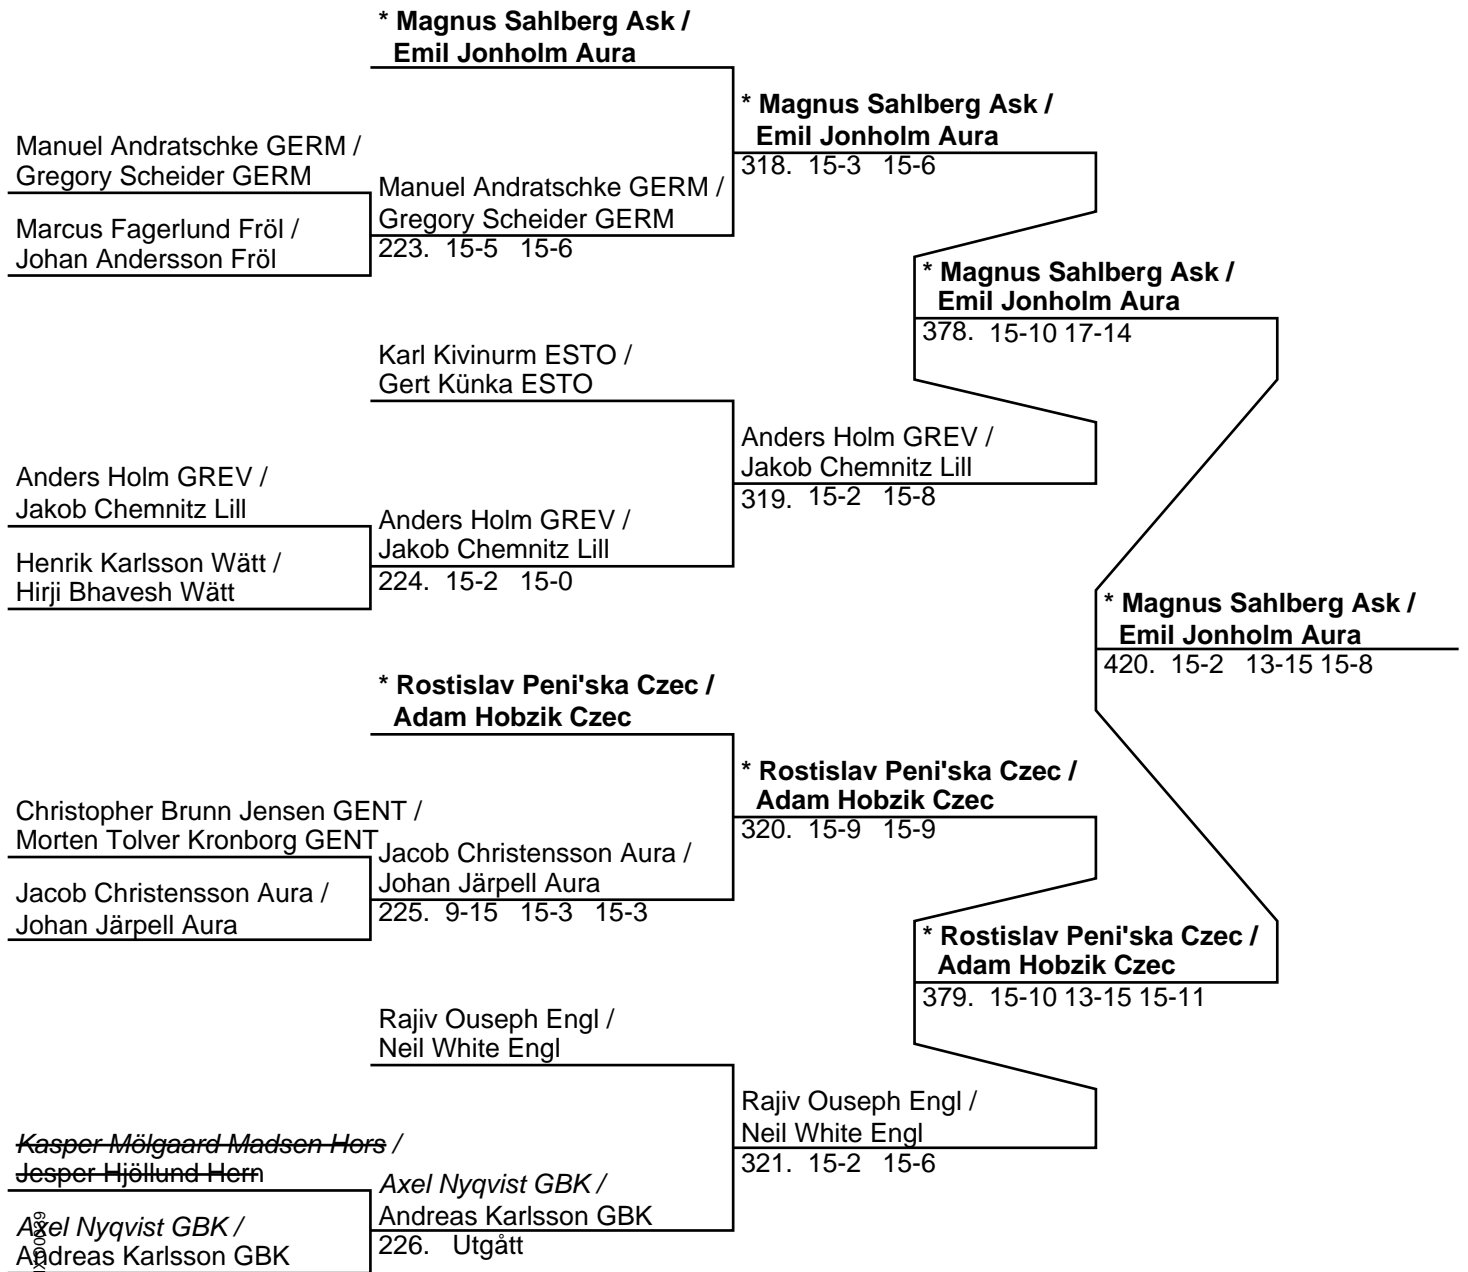 * Magnus Sahlberg Ask /
Emil Jonholm Aura
* Magnus Sahlberg Ask /
Emil Jonholm Aura
318. 15-3 15-6
Manuel Andratschke GERM /
Gregory Scheider GERM
Manuel Andratschke GERM /
Gregory Scheider GERM
223. 15-5 15-6
Marcus Fagerlund Fröl /
Johan Andersson Fröl
* Magnus Sahlberg Ask /
Emil Jonholm Aura
378. 15-10 17-14
Karl Kivinurm ESTO /
Gert Künka ESTO
Anders Holm GREV /
Jakob Chemnitz Lill
319. 15-2 15-8
Anders Holm GREV /
Jakob Chemnitz Lill
Anders Holm GREV /
Jakob Chemnitz Lill
224. 15-2 15-0
Henrik Karlsson Wätt /
Hirji Bhavesh Wätt
* Magnus Sahlberg Ask /
Emil Jonholm Aura
420. 15-2 13-15 15-8
* Rostislav Peni'ska Czec /
Adam Hobzik Czec
* Rostislav Peni'ska Czec /
Adam Hobzik Czec
320. 15-9 15-9
Christopher Brunn Jensen GENT /
Morten Tolver Kronborg GENT
Jacob Christensson Aura /
Johan Järpell Aura
225. 9-15 15-3 15-3
Jacob Christensson Aura /
Johan Järpell Aura
* Rostislav Peni'ska Czec /
Adam Hobzik Czec
379. 15-10 13-15 15-11
Rajiv Ouseph Engl /
Neil White Engl
Rajiv Ouseph Engl /
Neil White Engl
321. 15-2 15-6
Kasper Mölgaard Madsen Hors /
Jesper Hjöllund Hern
Axel Nyqvist GBK /
Andreas Karlsson GBK
226. Utgått
Axel Nyqvist GBK /
Andreas Karlsson GBK